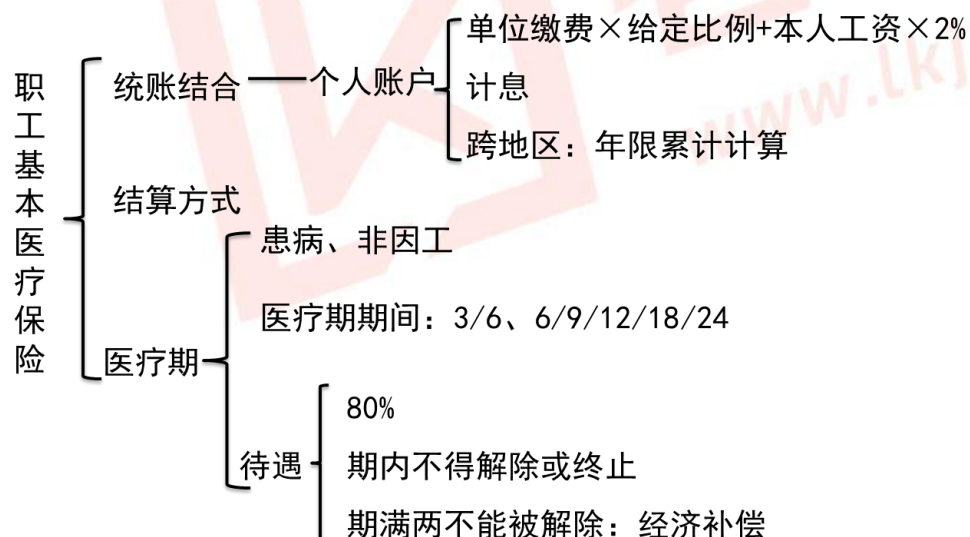 职工基本医疗保险
统账结合
个人账户
单位缴费×给定比例+本人工资×2%
计息
跨地区：年限累计计算
结算方式
医疗期
患病、非因工
医疗期期间：3/6、6/9/12/18/24
待遇
80%
期内不得解除或终止
期满两不能被解除：经济补偿
www.lkj